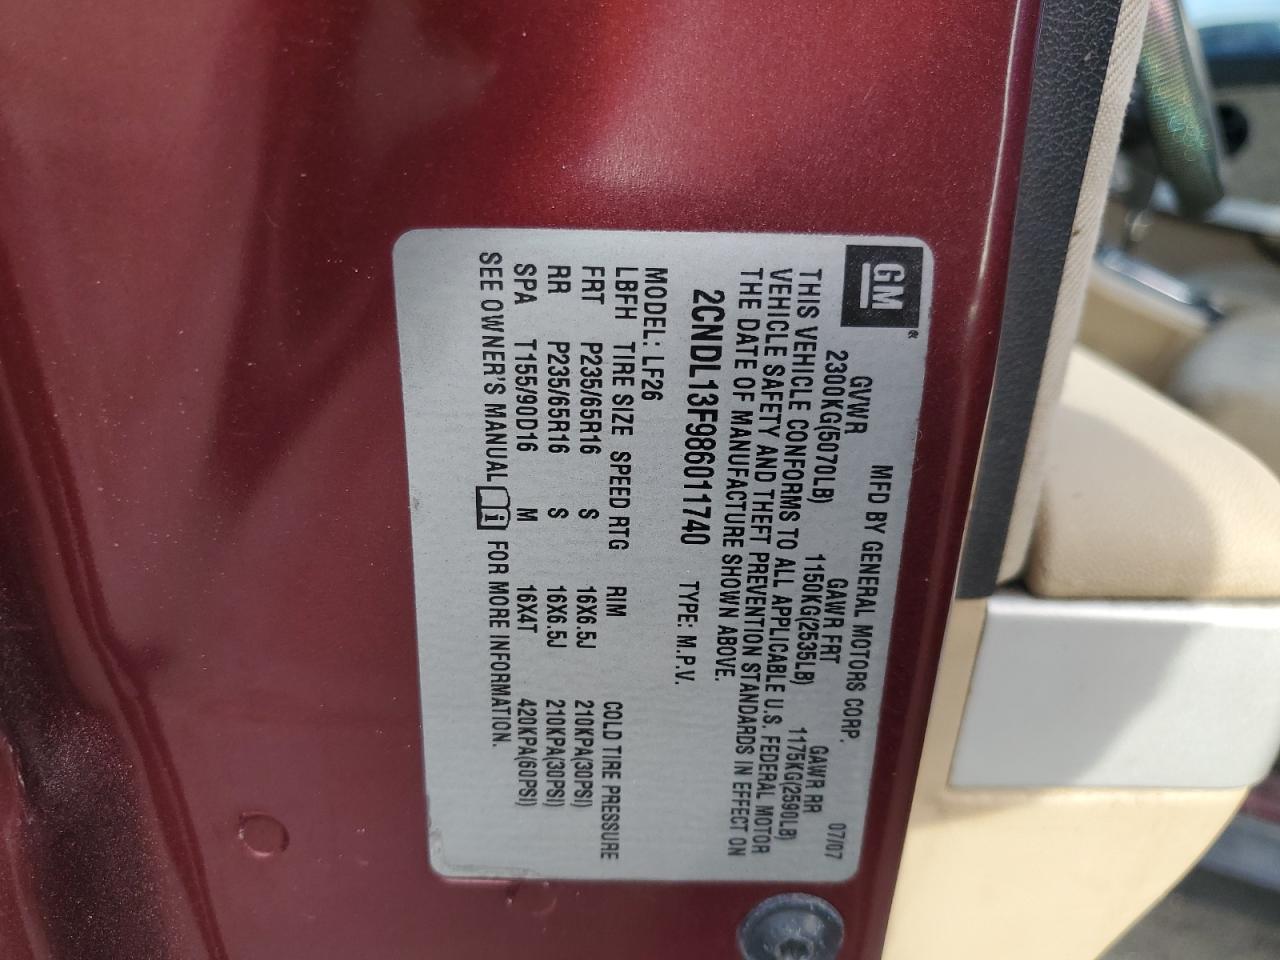 GM®
MFD BY GENERAL MOTORS CORP. 07/07
GVWR GAWR FRT GAWR RR
2300KG(5070LB) 1150KG(2535LB) 1175KG(2590LB)
THIS VEHICLE CONFORMS TO ALL APPLICABLE U.S. FEDERAL MOTOR
VEHICLE SAFETY AND THEFT PREVENTION STANDARDS IN EFFECT ON
THE DATE OF MANUFACTURE SHOWN ABOVE.
2CNDL13F986011740 TYPE: M.P.V.
MODEL: LF26
LBFH TIRE SIZE SPEED RTG RIM COLD TIRE PRESSURE
FRT P235/65R16 S 16X6.5J 210KPA(30PSI)
RR P235/65R16 S 16X6.5J 210KPA(30PSI)
SPA T155/90D16 M 16X4T 420KPA(60PSI)
SEE OWNER'S MANUAL i FOR MORE INFORMATION.